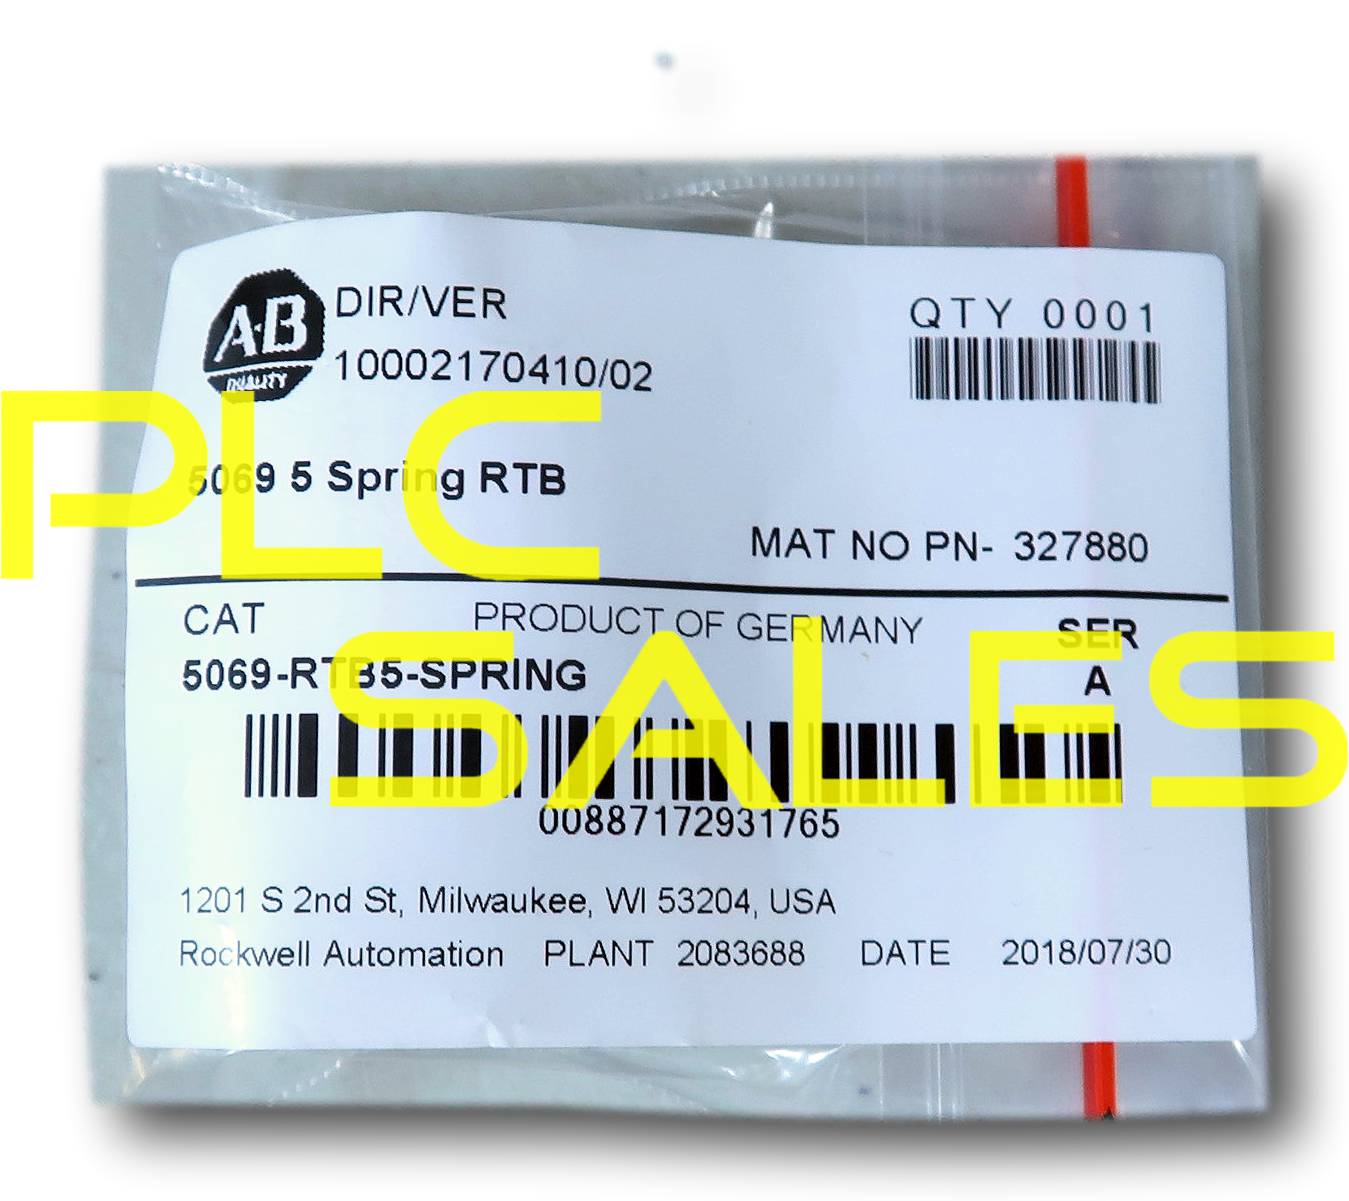 A·B
QUALITY
DIR/VER
10002170410/02
QTY 0001
5069 5 Spring RTB
MAT NO PN- 327880
PLC
CAT
PRODUCT OF GERMANY
SER
5069-RTB5-SPRING
A
SALES
00887172931765
1201 S 2nd St, Milwaukee, WI 53204, USA
Rockwell Automation PLANT 2083688 DATE 2018/07/30